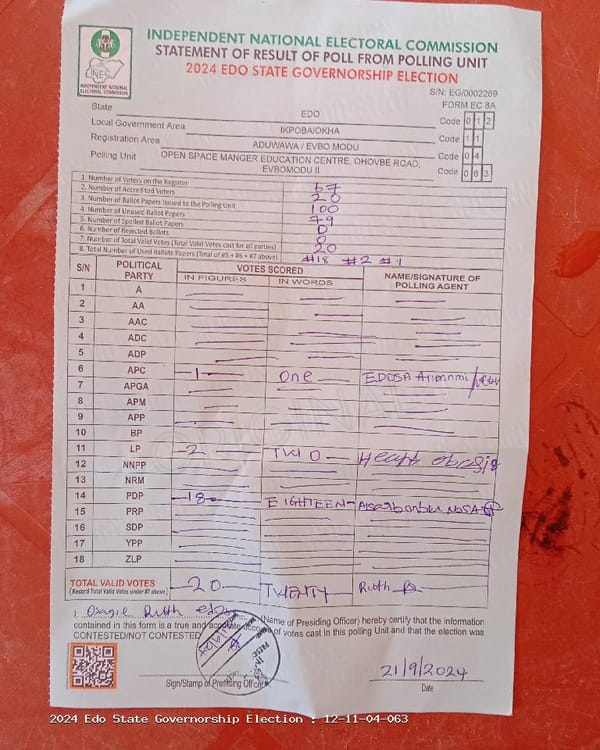 INEC
INDEPENDENT NATIONAL ELECTORAL COMMISSION
INDEPENDENT NATIONAL ELECTORAL COMMISSION
STATEMENT OF RESULT OF POLL FROM POLLING UNIT
2024 EDO STATE GOVERNORSHIP ELECTION
S/N: EG/0002269
FORM EC 8A
State EDO Code 0 1 2
Local Government Area IKPOBA/OKHA Code 1 1
Registration Area ADUWAWA / EVBO MODU Code 0 4
Polling Unit OPEN SPACE MANGER EDUCATION CENTRE, OHOVBE ROAD, EVBOMODU II Code 0 6 3
1. Number of Voters on the Register 67
2. Number of Accredited Voters 20
3. Number of Ballot Papers Issued to the Polling Unit 100
4. Number of Unused Ballot Papers 79
5. Number of Spoiled Ballot Papers 0
6. Number of Rejected Ballots
7. Number of Total Valid Votes (Total Valid Votes cast for all parties) 20
8. Total Number of Used Ballots Papers (Total of #5 + #6 + #7 above) #18 #2 #1
S/N POLITICAL PARTY VOTES SCORED NAME/SIGNATURE OF POLLING AGENT
IN FIGURES IN WORDS
1 A
2 AA
3 AAC
4 ADC
5 ADP
6 APC 1 One EDOSA
7 APGA
8 APM
9 APP
10 BP
11 LP 2 TWO
12 NNPP
13 NRM
14 PDP 18 EIGHTEEN
15 PRP
16 SDP
17 YPP
18 ZLP
TOTAL VALID VOTES 20 TWENTY Ruth
(Record Total Valid Votes under #7 above)
I, Osagie Ruth (Name of Presiding Officer) hereby certify that the information
contained in this form is a true and accurate account of votes cast in this polling Unit and that the election was
CONTESTED/NOT CONTESTED
Sign/Stamp of Presiding Officer
21/9/2024
Date
2024 Edo State Governorship Election : 12-11-04-063